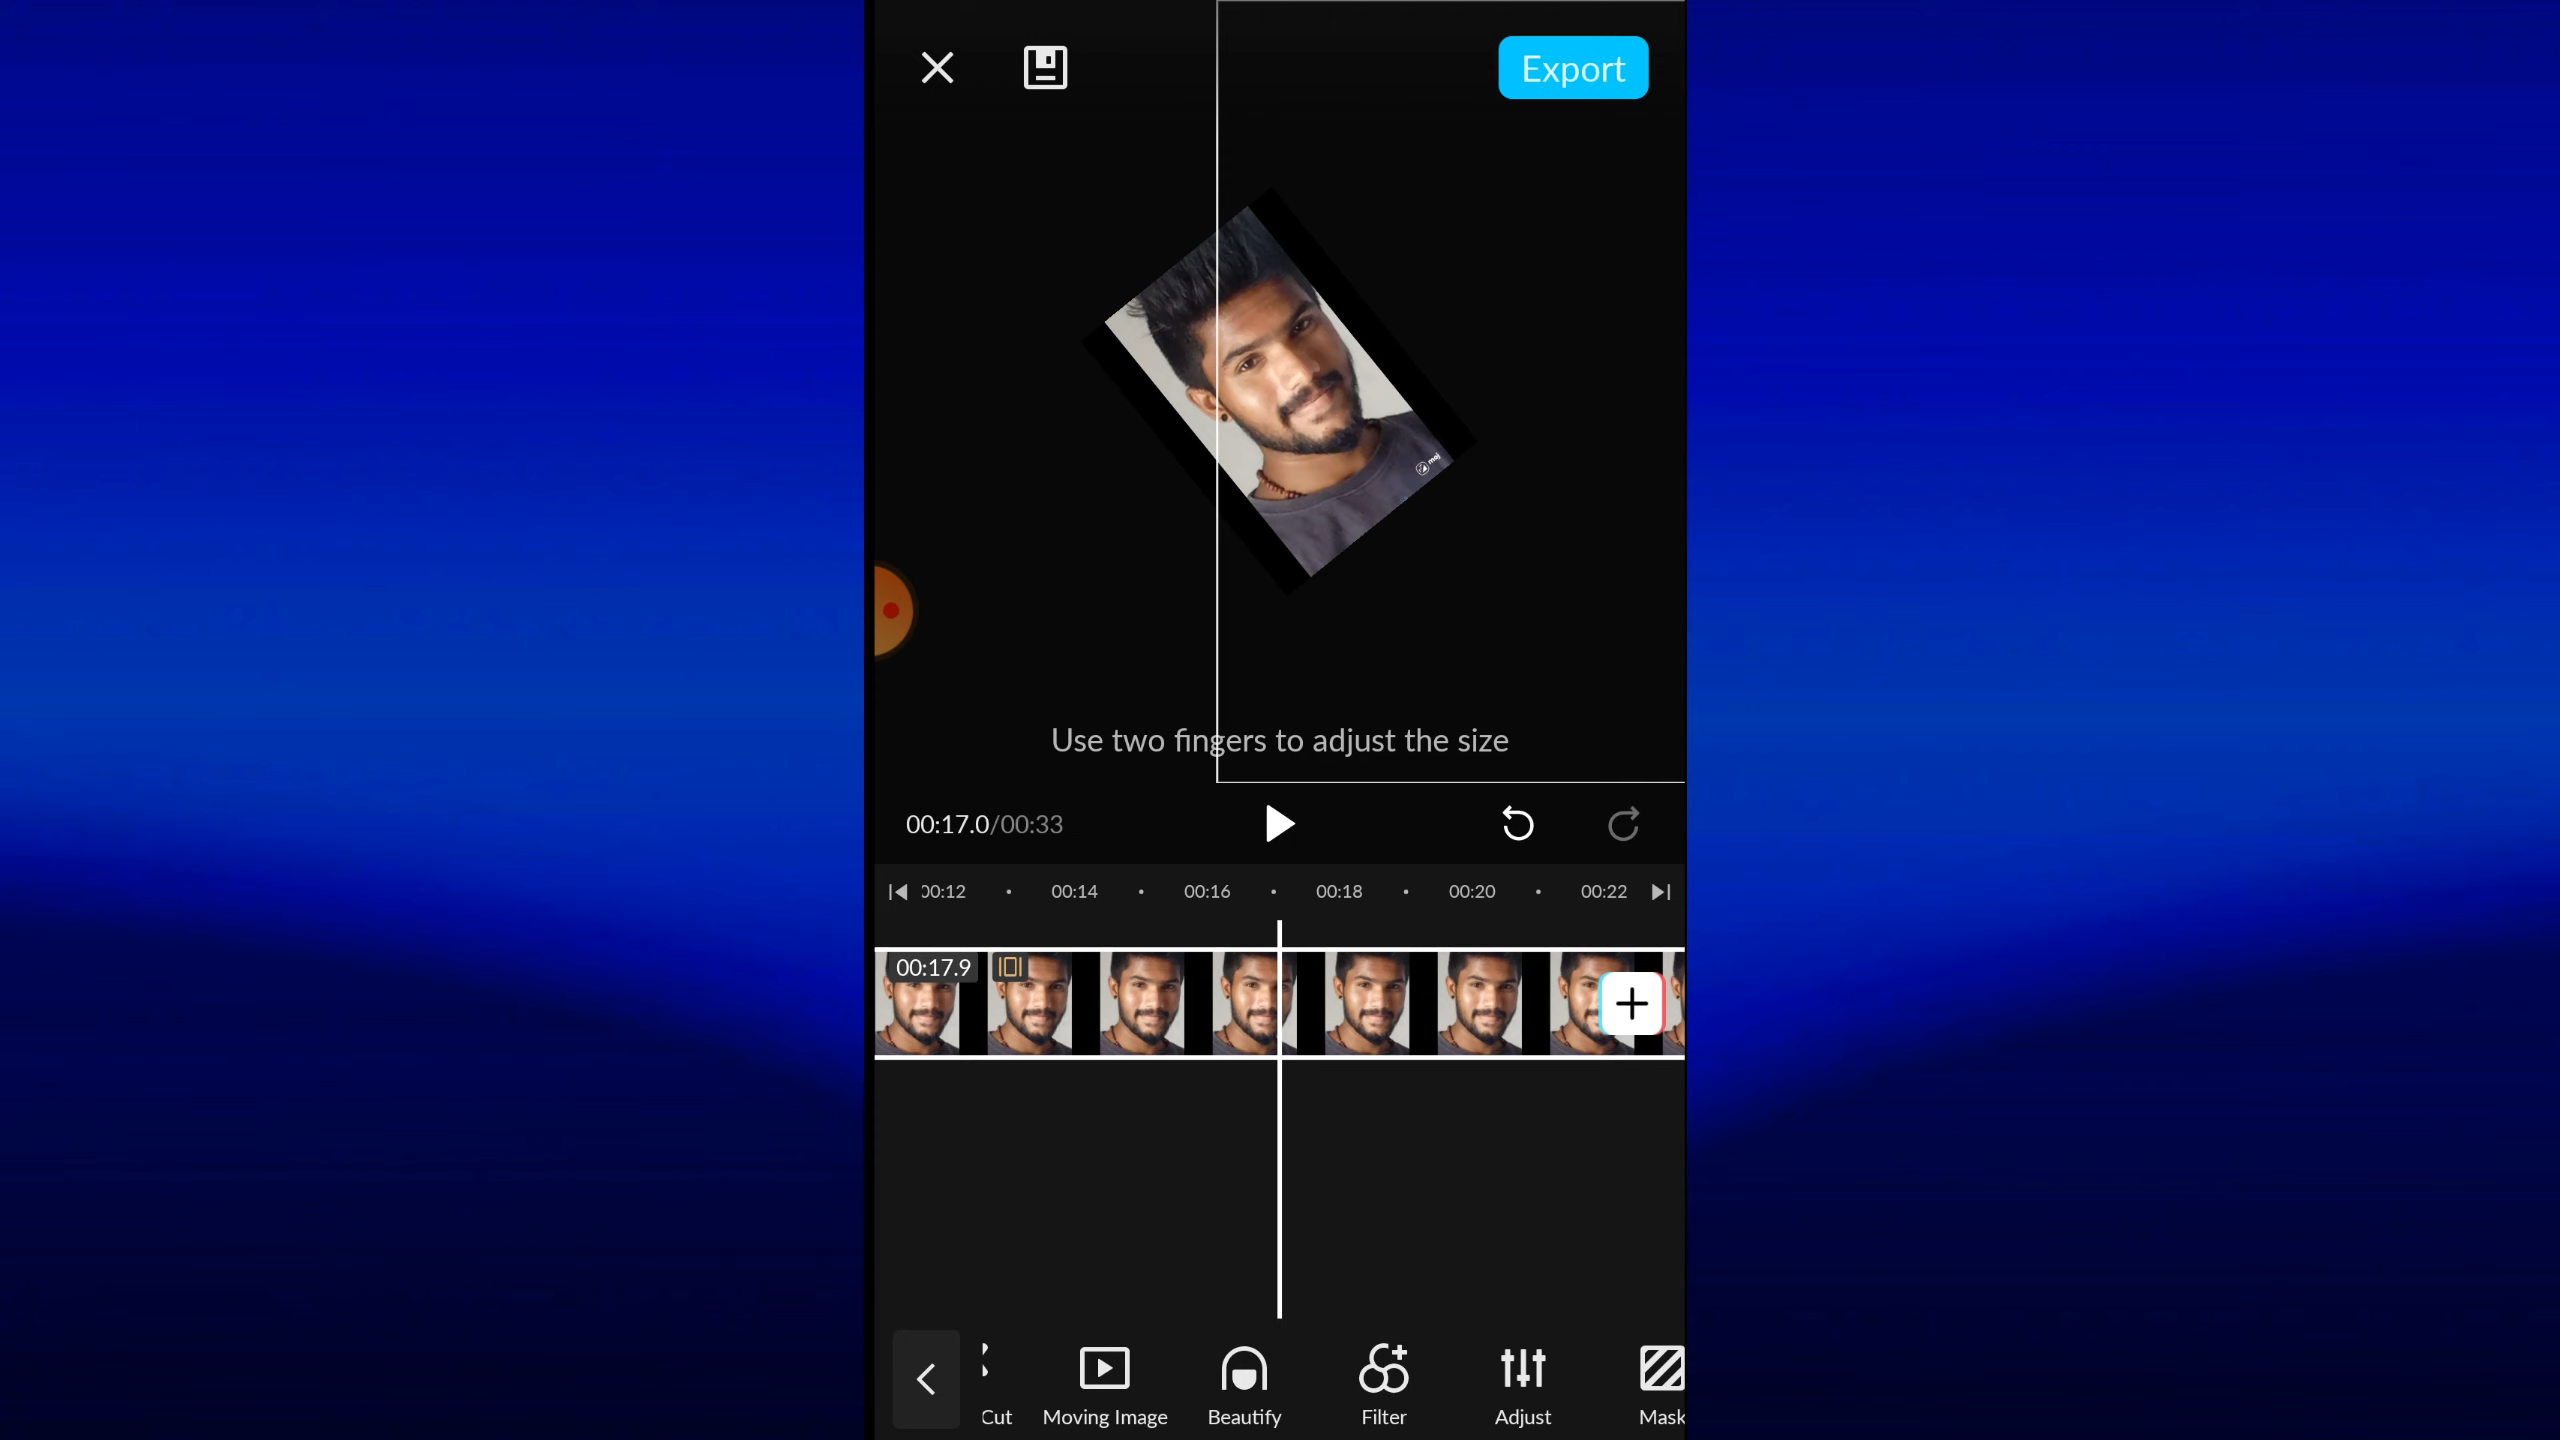 Export
moj
Use two fingers to adjust the size
00:17.0/00:33
00:12 00:14 00:16 00:18 00:20 00:22
00:17.9
Cut Moving Image Beautify Filter Adjust Mask